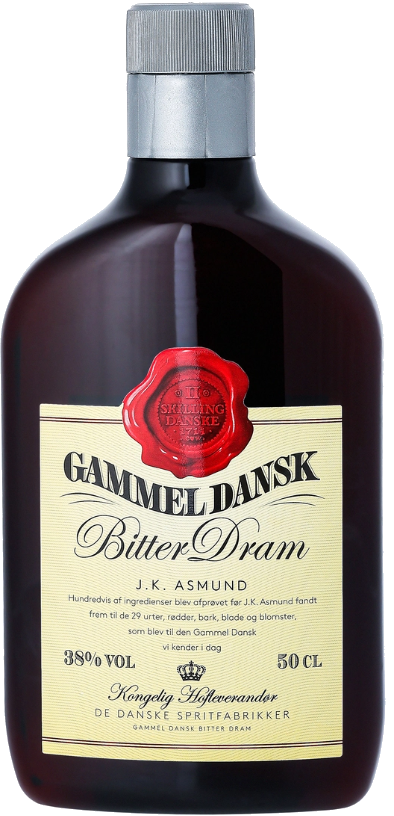 II
SKILLING
DANSKE
1711
GAMMEL DANSK
Bitter Dram
J.K. ASMUND
Hundredvis af ingredienser blev afprøvet før J.K. Asmund fandt
frem til de 29 urter, rødder, bark, blade og blomster,
som blev til den Gammel Dansk
vi kender i dag
38% VOL
50 CL
Kongelig Hofleverandør
DE DANSKE SPRITFABRIKKER
GAMMEL DANSK BITTER DRAM